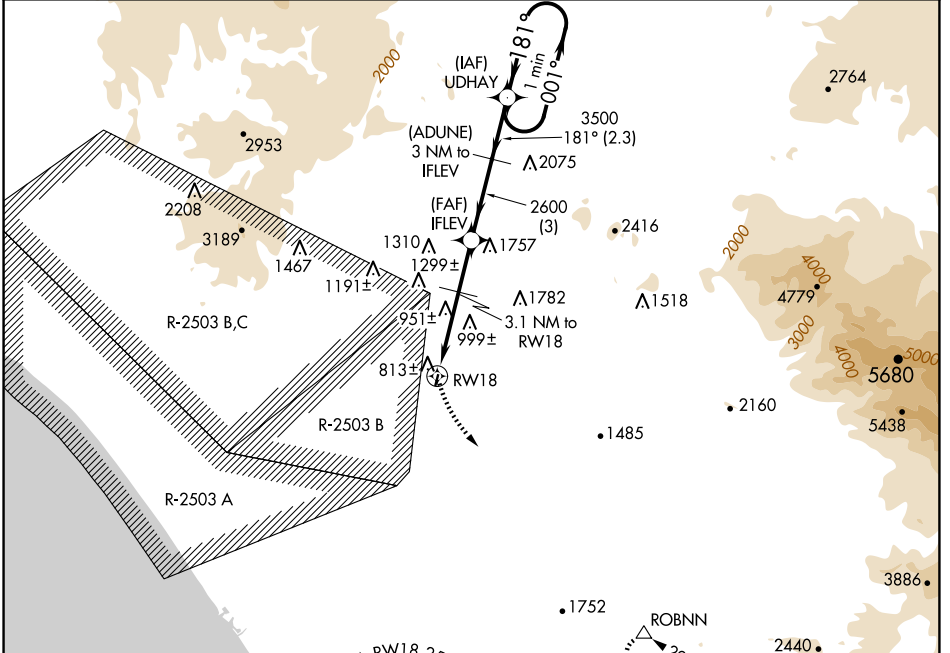 181°
1 min
001°
(IAF)
UDHAY
2000
2764
3500
181° (2.3)
(ADUNE)
3 NM to
IFLEV
2953
2075
2208
(FAF)
IFLEV
2600
(3)
3189
1467
1310
1757
2416
2000
4000
1299±
1191±
4779
951±
1782
1518
999±
3.1 NM to
RW18
3000
R-2503 B,C
4000
5000
5680
813±
RW18
2160
5438
R-2503 B
1485
R-2503 A
3886
1752
ROBNN
2440